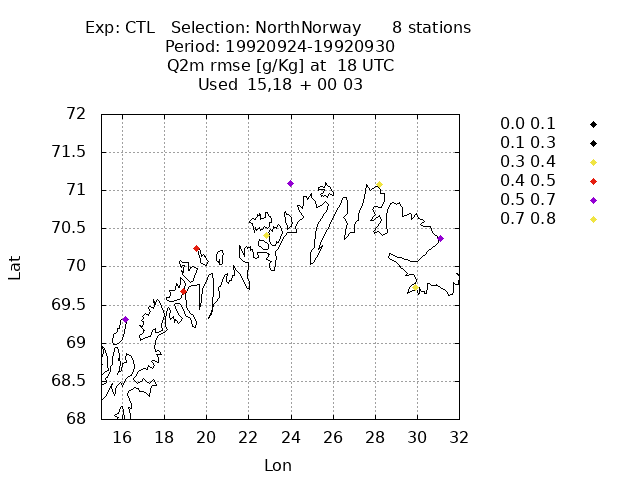 Exp: CTL Selection: NorthNorway 8 stations
Period: 19920924-19920930
Q2m rmse [g/Kg] at 18 UTC
Used 15,18 + 00 03
72
71.5
71
70.5
70
69.5
69
68.5
68
16 18 20 22 24 26 28 30 32
Lat
Lon
0.0 0.1
0.1 0.3
0.3 0.4
0.4 0.5
0.5 0.7
0.7 0.8